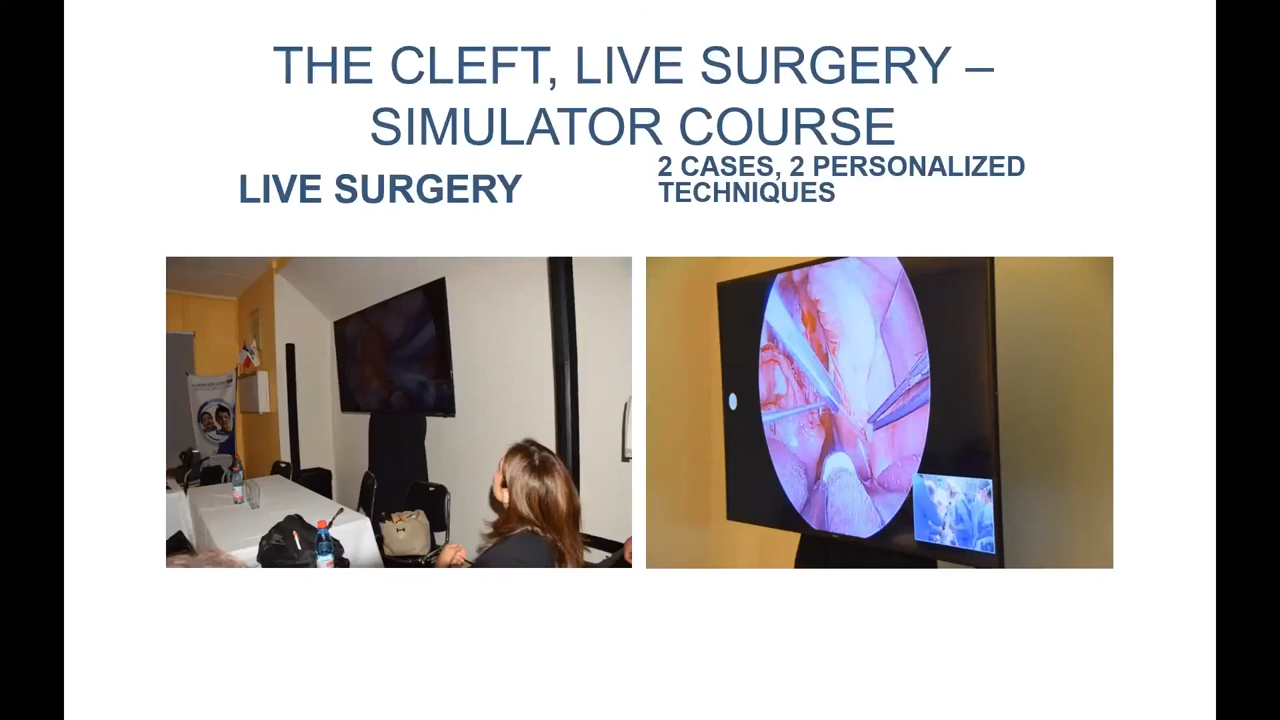 THE CLEFT, LIVE SURGERY –
SIMULATOR COURSE
LIVE SURGERY
2 CASES, 2 PERSONALIZED
TECHNIQUES